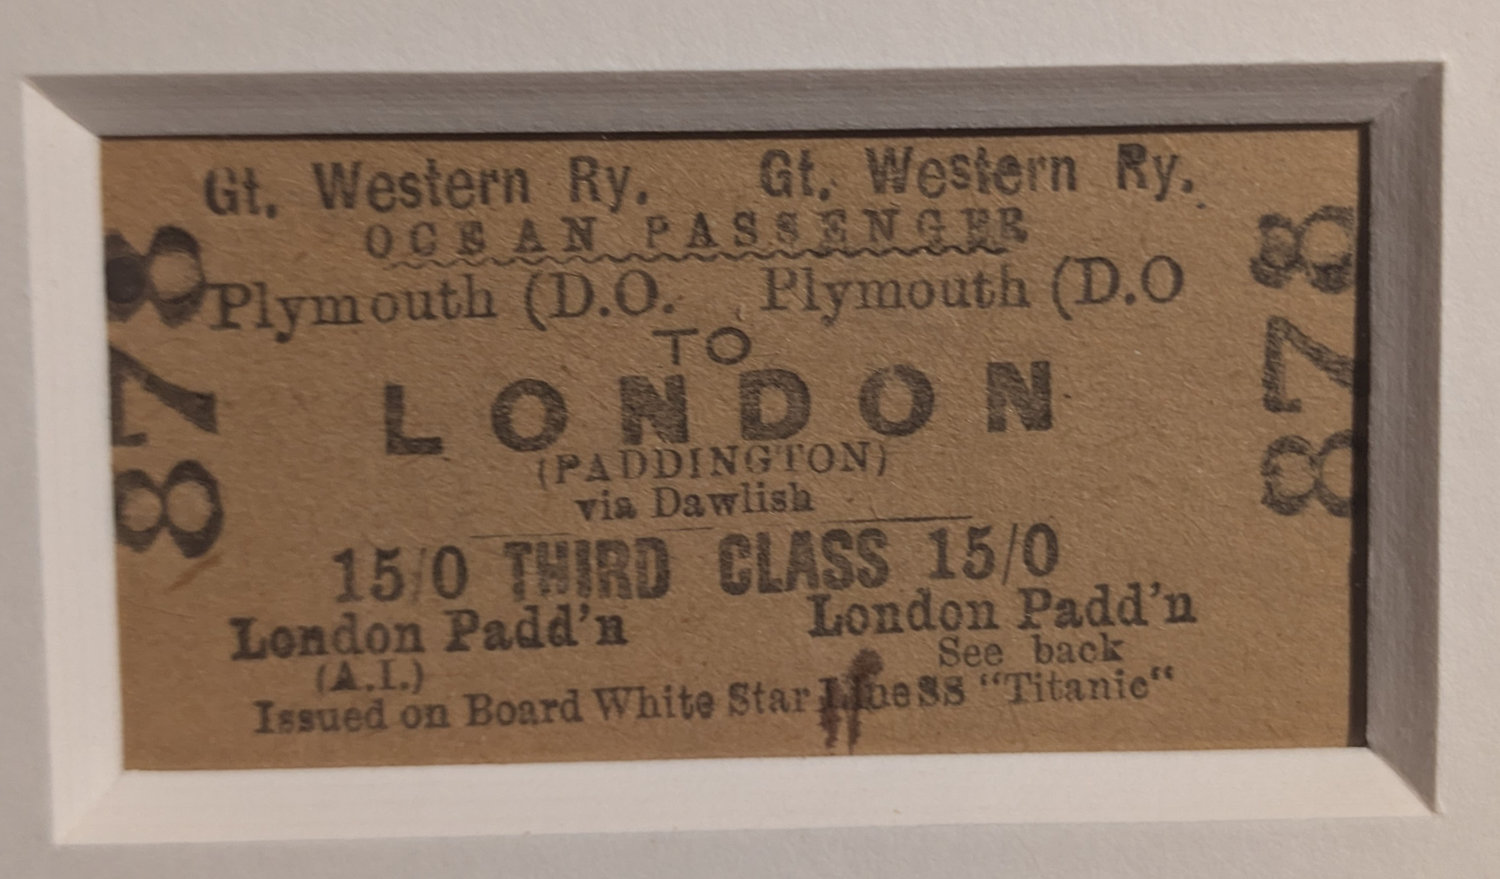 Gt. Western Ry. Gt. Western Ry.
OCEAN PASSENGER
Plymouth (D.O. Plymouth (D.O
TO
LONDON
(PADDINGTON)
via Dawlish
15/0 THIRD CLASS 15/0
London Padd'n London Padd'n
(A.I.) See back
Issued on Board White Star Line SS "Titanic"
878
878